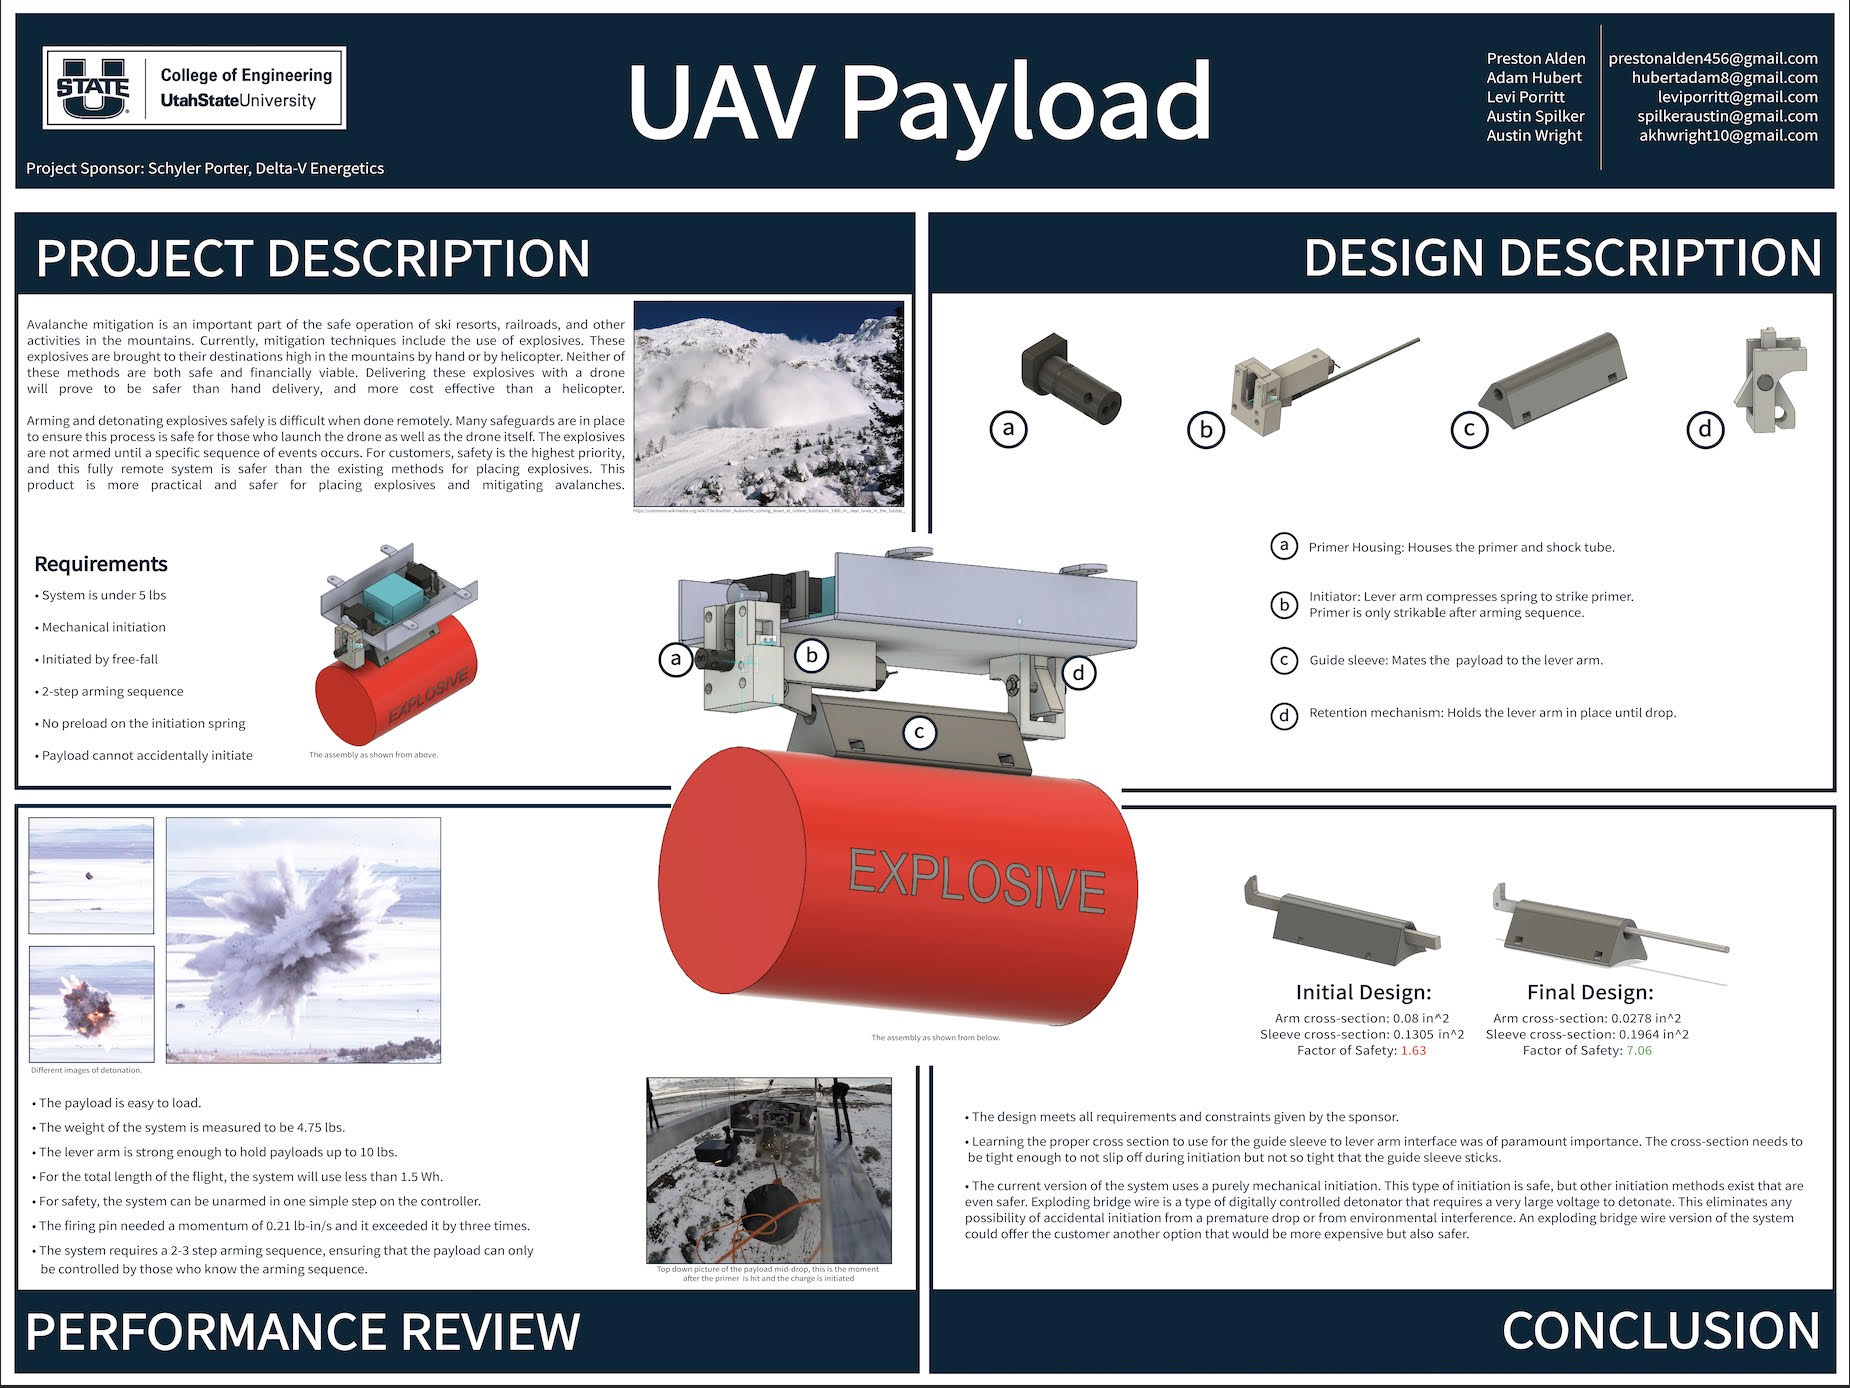 STATE
College of Engineering
UtahStateUniversity
Project Sponsor: Schyler Porter, Delta-V Energetics
UAV Payload
Preston Alden prestonalden456@gmail.com
Adam Hubert hubertadam8@gmail.com
Levi Porritt leviporritt@gmail.com
Austin Spilker spilkeraustin@gmail.com
Austin Wright akhwright10@gmail.com
PROJECT DESCRIPTION
Avalanche mitigation is an important part of the safe operation of ski resorts, railroads, and other
activities in the mountains. Currently, mitigation techniques include the use of explosives. These
explosives are brought to their destinations high in the mountains by hand or by helicopter. Neither of
these methods are both safe and financially viable. Delivering these explosives with a drone
will prove to be safer than hand delivery, and more cost effective than a helicopter.
Arming and detonating explosives safely is difficult when done remotely. Many safeguards are in place
to ensure this process is safe for those who launch the drone as well as the drone itself. The explosives
are not armed until a specific sequence of events occurs. For customers, safety is the highest priority,
and this fully remote system is safer than the existing methods for placing explosives. This
product is more practical and safer for placing explosives and mitigating avalanches.
Requirements
• System is under 5 lbs
• Mechanical initiation
• Initiated by free-fall
• 2-step arming sequence
• No preload on the initiation spring
• Payload cannot accidentally initiate
EXPLOSIVE
The assembly as shown from above.
DESIGN DESCRIPTION
a
b
c
d
a Primer Housing: Houses the primer and shock tube.
b Initiator: Lever arm compresses spring to strike primer.
Primer is only strikable after arming sequence.
c Guide sleeve: Mates the payload to the lever arm.
d Retention mechanism: Holds the lever arm in place until drop.
a
b
c
d
EXPLOSIVE
The assembly as shown from below.
Different images of detonation.
• The payload is easy to load.
• The weight of the system is measured to be 4.75 lbs.
• The lever arm is strong enough to hold payloads up to 10 lbs.
• For the total length of the flight, the system will use less than 1.5 Wh.
• For safety, the system can be unarmed in one simple step on the controller.
• The firing pin needed a momentum of 0.21 lb-in/s and it exceeded it by three times.
• The system requires a 2-3 step arming sequence, ensuring that the payload can only
be controlled by those who know the arming sequence.
Top down picture of the payload mid-drop, this is the moment
after the primer is hit and the charge is initiated
PERFORMANCE REVIEW
Initial Design:
Arm cross-section: 0.08 in^2
Sleeve cross-section: 0.1305 in^2
Factor of Safety: 1.63
Final Design:
Arm cross-section: 0.0278 in^2
Sleeve cross-section: 0.1964 in^2
Factor of Safety: 7.06
• The design meets all requirements and constraints given by the sponsor.
• Learning the proper cross section to use for the guide sleeve to lever arm interface was of paramount importance. The cross-section needs to
be tight enough to not slip off during initiation but not so tight that the guide sleeve sticks.
• The current version of the system uses a purely mechanical initiation. This type of initiation is safe, but other initiation methods exist that are
even safer. Exploding bridge wire is a type of digitally controlled detonator that requires a very large voltage to detonate. This eliminates any
possibility of accidental initiation from a premature drop or from environmental interference. An exploding bridge wire version of the system
could offer the customer another option that would be more expensive but also safer.
CONCLUSION